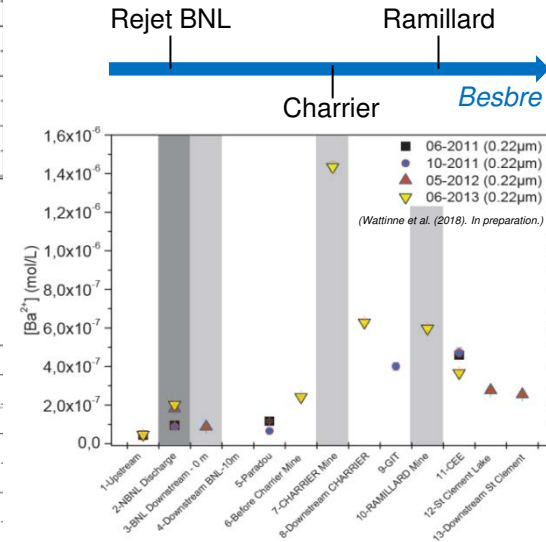 Rejet BNL
Ramillard
Charrier
Besbre
06-2011 (0.22µm)
10-2011 (0.22µm)
05-2012 (0.22µm)
06-2013 (0.22µm)
(Wattinne et al. (2018). In preparation.)
[Ba²⁺] (mol/L)
1,6x10⁻⁶
1,4x10⁻⁶
1,2x10⁻⁶
1,0x10⁻⁶
8,0x10⁻⁷
6,0x10⁻⁷
4,0x10⁻⁷
2,0x10⁻⁷
0,0
1-Upstream
2-NBNL Discharge
3-BNL Downstream - 0 m
4-Downstream BNL-10m
5-Paradou
6-Before Charrier Mine
7-CHARRIER Mine
8-Downstream CHARRIER
9-GIT
10-RAMILLARD Mine
11-CEE
12-St Clement Lake
13-Downstream St Clement